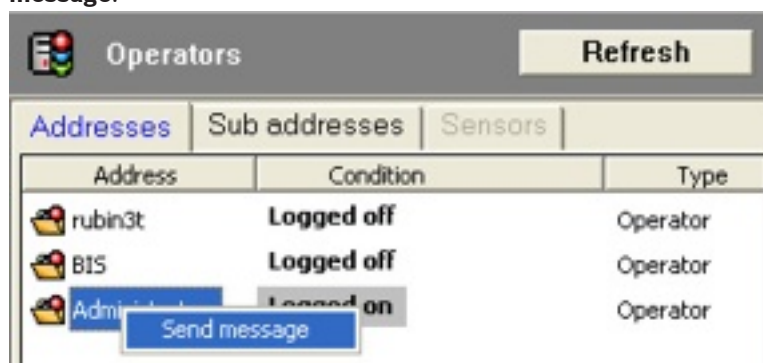 message.
Operators Refresh
Addresses Sub addresses Sensors
Address Condition Type
rubin3t Logged off Operator
BIS Logged off Operator
on Operator
Send message